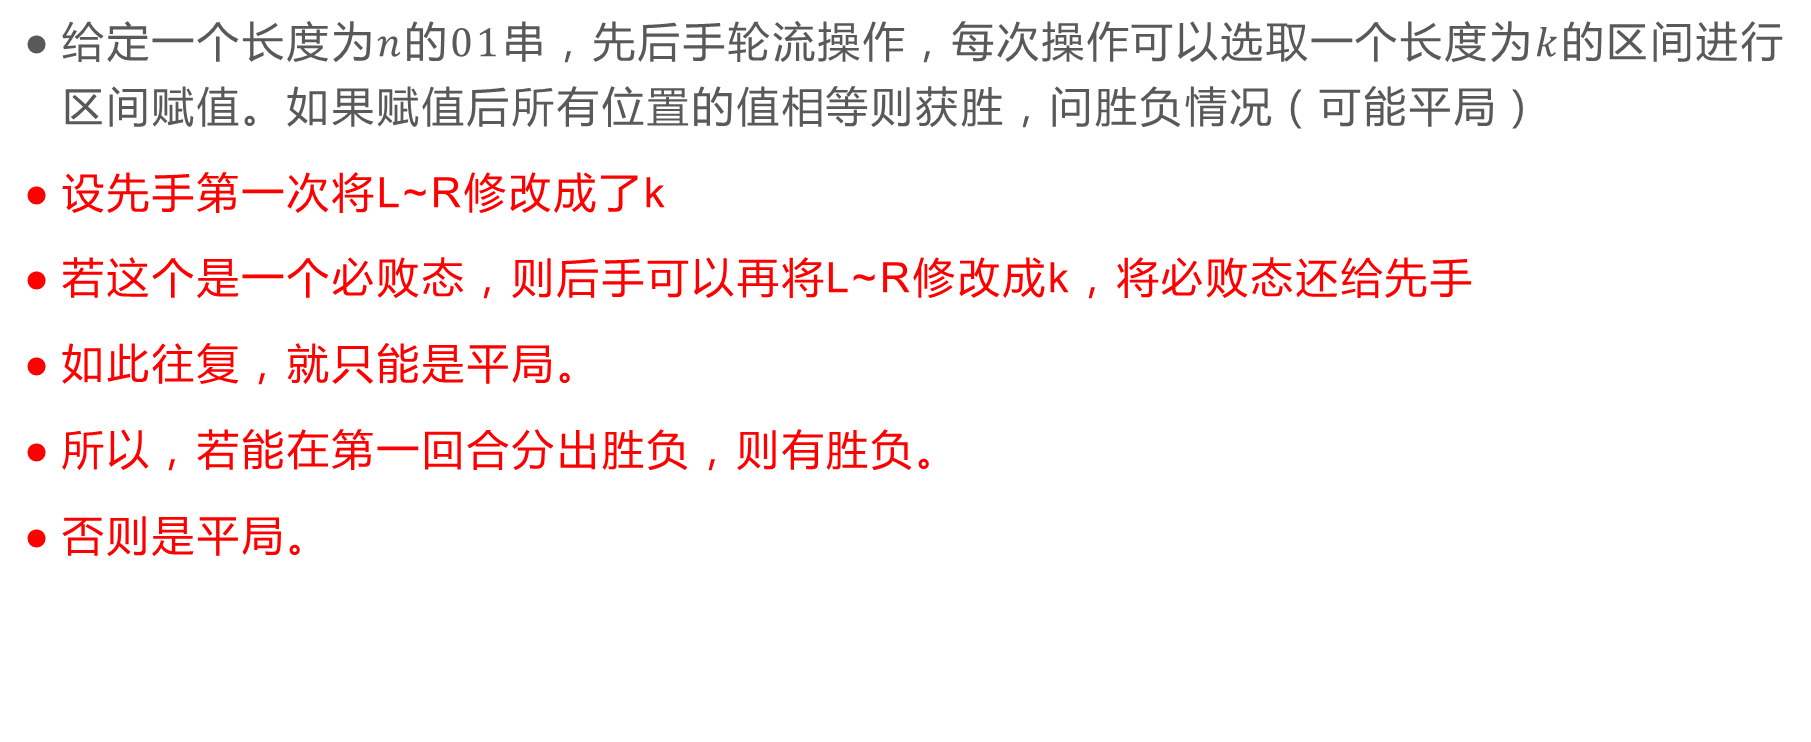 ● 给定一个长度为n的01串，先后手轮流操作，每次操作可以选取一个长度为k的区间进行
区间赋值。如果赋值后所有位置的值相等则获胜，问胜负情况（可能平局）
● 设先手第一次将L~R修改成了k
● 若这个是一个必败态，则后手可以再将L~R修改成k，将必败态还给先手
● 如此往复，就只能是平局。
● 所以，若能在第一回合分出胜负，则有胜负。
● 否则是平局。